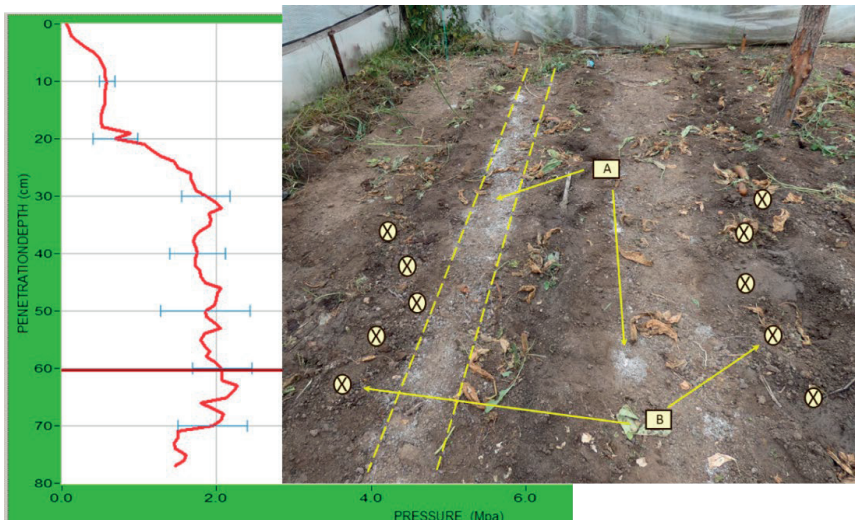 0
10
20
30
40
50
60
70
80
PENETRATIONDEPTH (cm)
0.0
2.0
4.0
6.0
PRESSURE (Mpa)
A
B
X
X
X
X
X
X
X
X
X
X